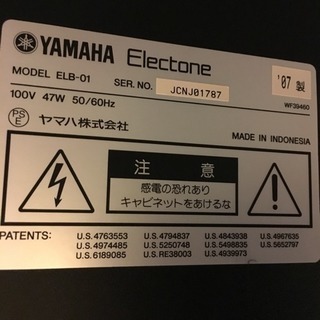 YAMAHA Electone
MODEL ELB-01 SER. NO. JCNJ01787 '07 製
100V 47W 50/60Hz WF39460
PSE ヤマハ株式会社 MADE IN INDONESIA
注 意
感電の恐れあり
キャビネットをあけるな
PATENTS: U.S.4763553 U.S.4794837 U.S.4843938 U.S.4967635
U.S.4974485 U.S.5250748 U.S.5498835 U.S.5652797
U.S.6189085 U.S.RE38003 U.S.4939973